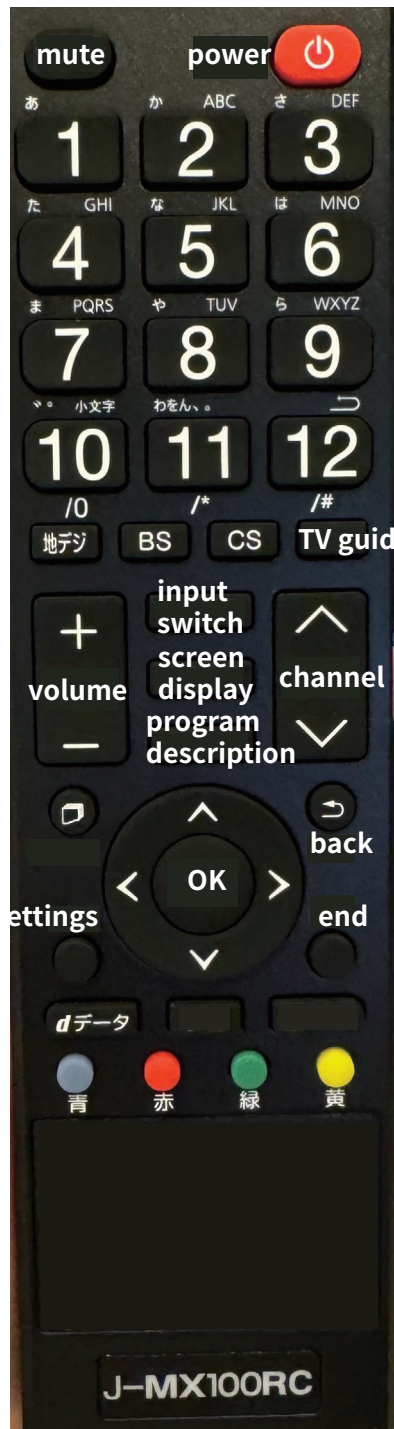 mute power
あ か ABC さ DEF
1 2 3
た GHI な JKL は MNO
4 5 6
ま PQRS や TUV ら WXYZ
7 8 9
゛゜ 小文字 わをん、。
10 11 12
/0 /* /#
地デジ BS CS TV guid
input
switch
+
screen
display
volume channel
program
description
−
back
OK
ettings end
dデータ
青 赤 緑 黄
J-MX100RC